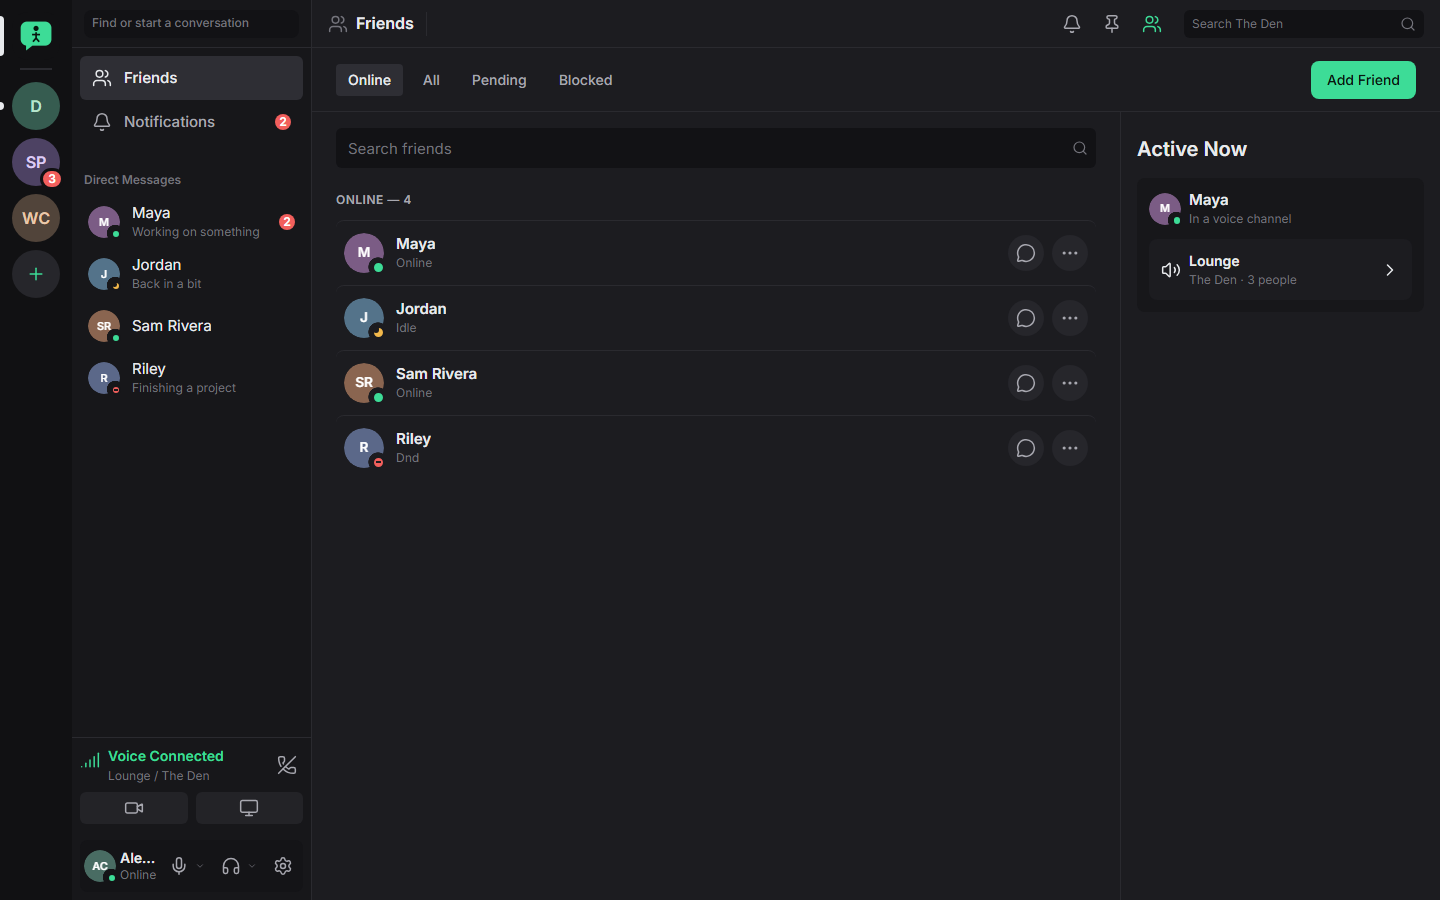 Find or start a conversation
Friends
Notifications
2
Direct Messages
M
Maya
Working on something
2
J
Jordan
Back in a bit
SR
Sam Rivera
R
Riley
Finishing a project
D
SP
3
WC
Voice Connected
Lounge / The Den
AC
Ale...
Online
Friends
Search The Den
Online
All
Pending
Blocked
Add Friend
Search friends
ONLINE — 4
M
Maya
Online
J
Jordan
Idle
SR
Sam Rivera
Online
R
Riley
Dnd
Active Now
M
Maya
In a voice channel
Lounge
The Den · 3 people